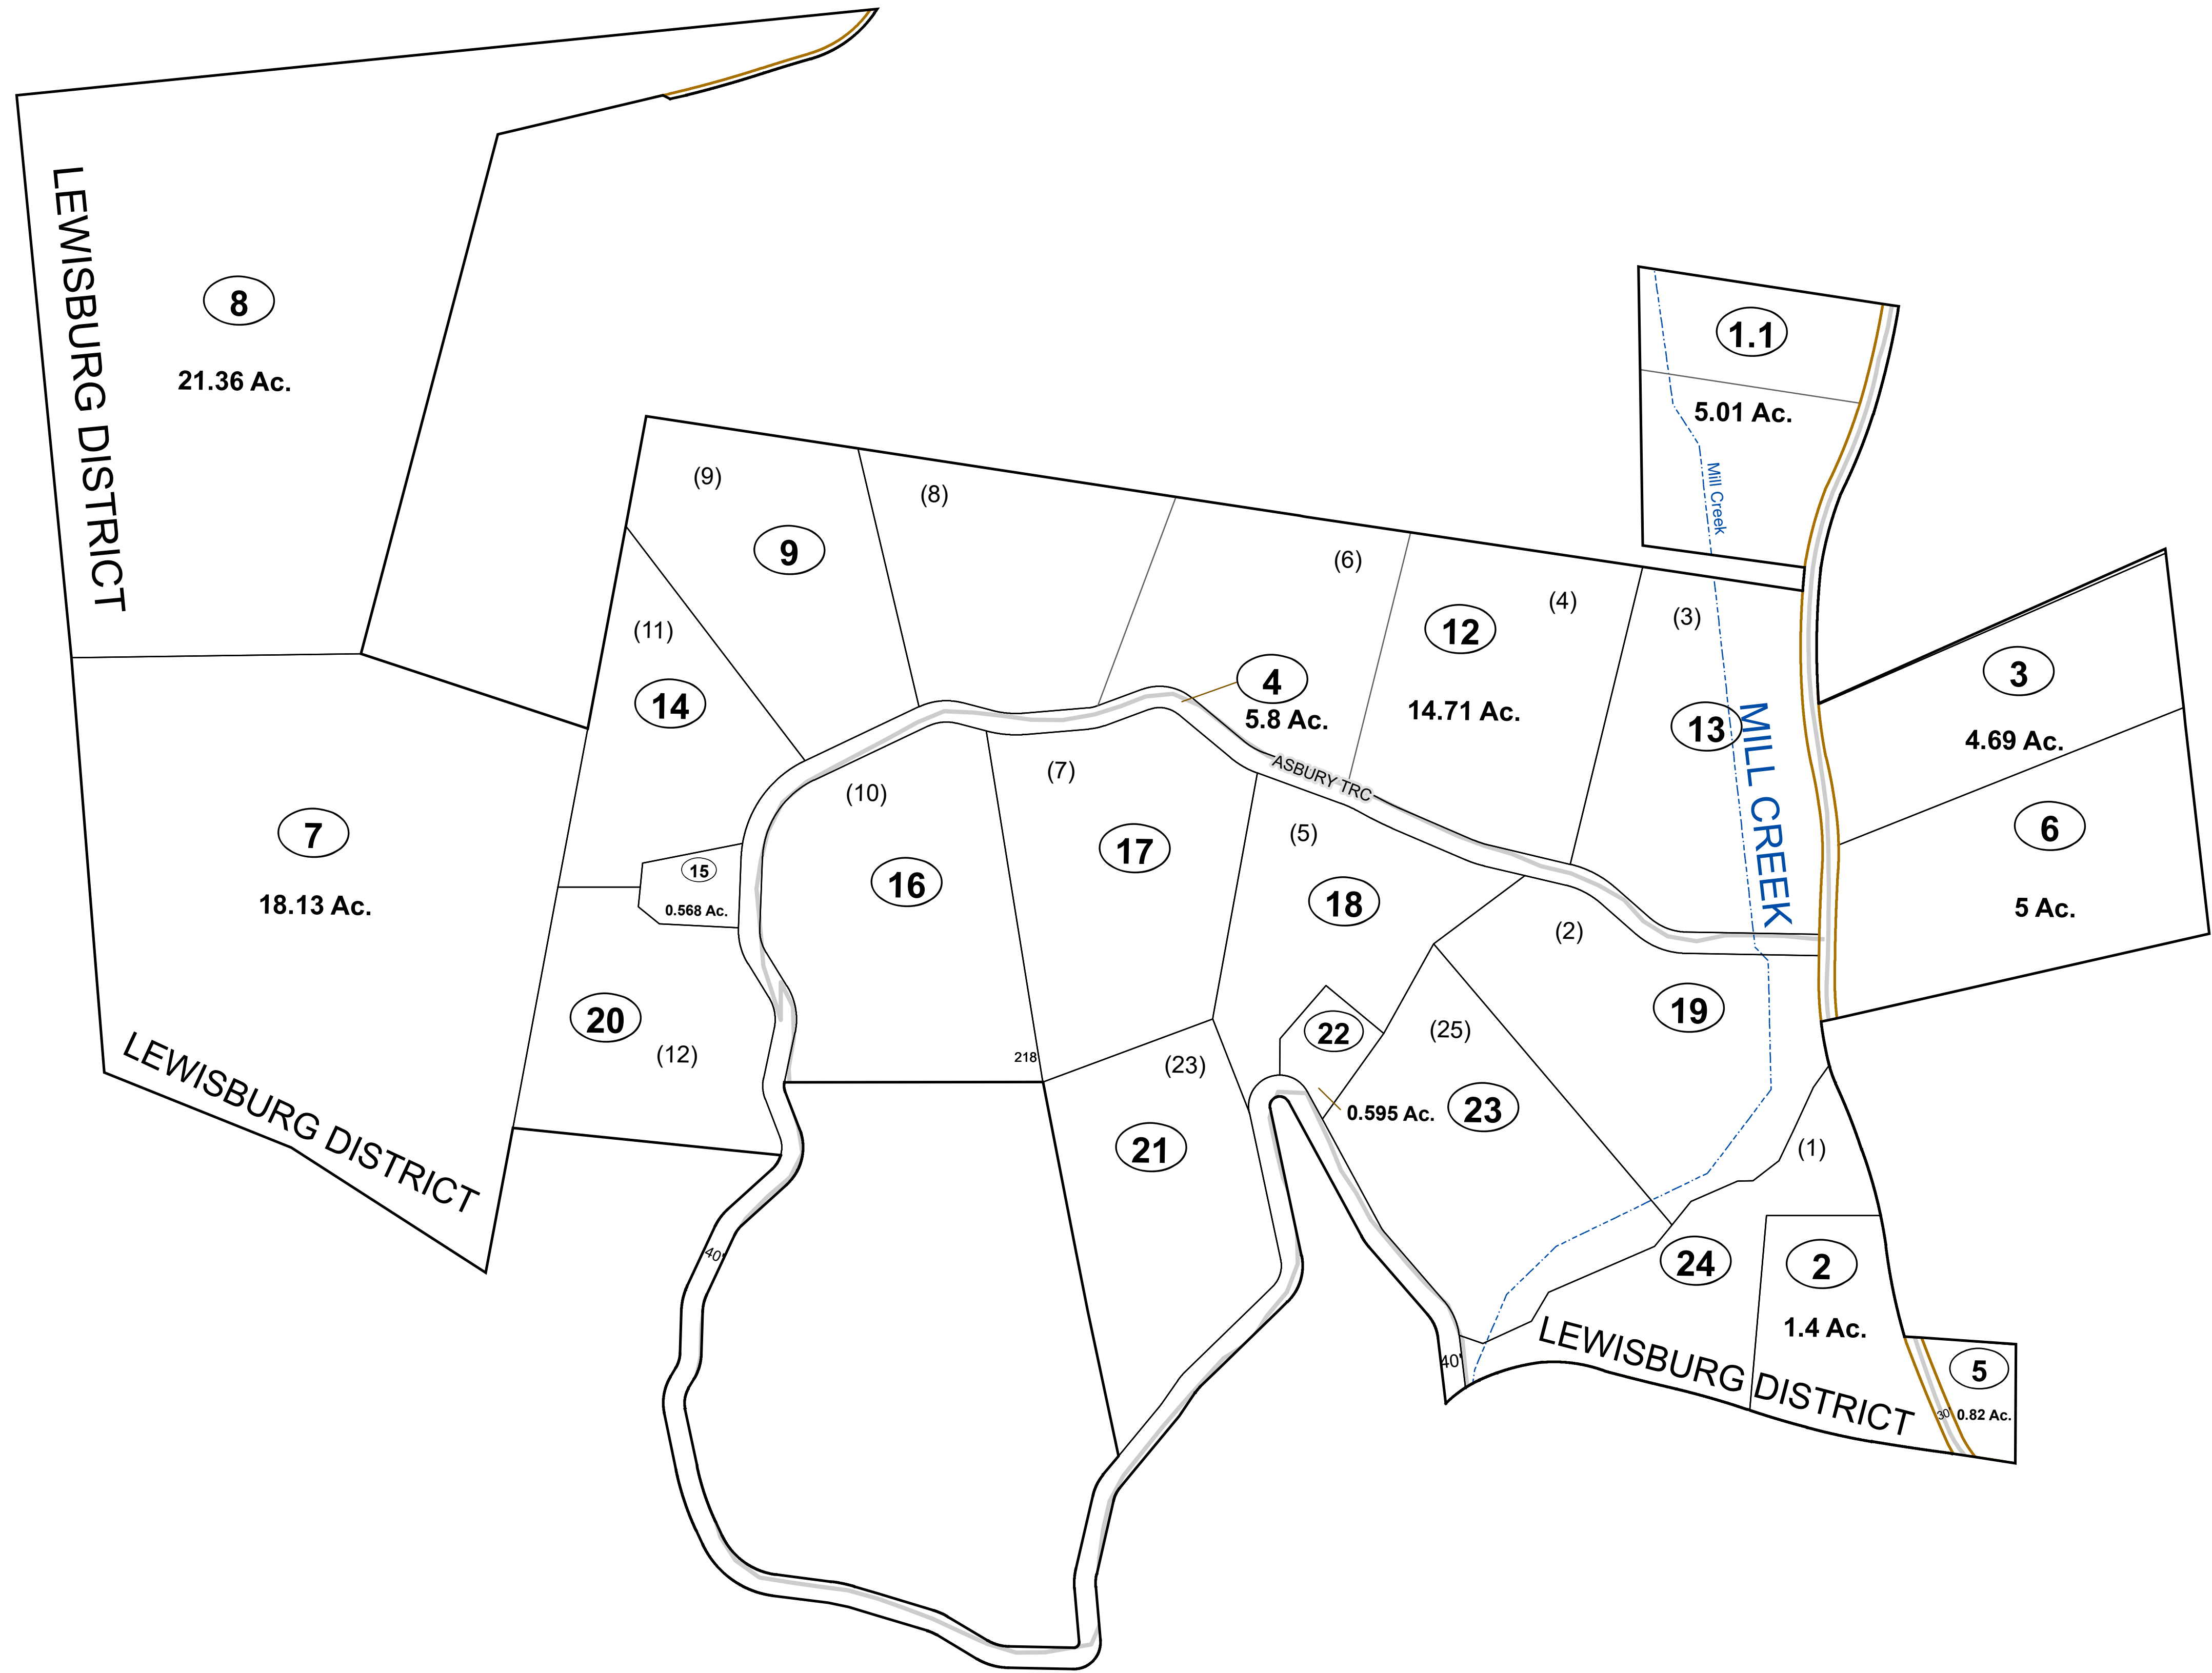 LEWISBURG DISTRICT
8
21.36 Ac.
1.1
5.01 Ac.
Mill Creek
(9)
9
(8)
(6)
(4)
12
14.71 Ac.
(3)
13
MILL CREEK
(11)
14
4
5.8 Ac.
ASBURY TRC
3
4.69 Ac.
6
5 Ac.
7
18.13 Ac.
(10)
16
(7)
17
(5)
18
(2)
19
15
0.568 Ac.
20
(12)
218
(23)
21
22
0.595 Ac.
(25)
23
(1)
24
2
1.4 Ac.
5
0.82 Ac.
30'
40'
40'
LEWISBURG DISTRICT
LEWISBURG DISTRICT